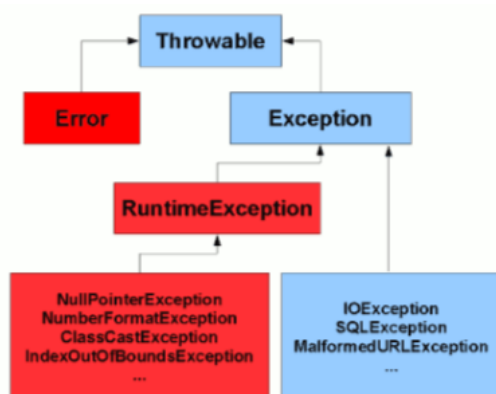 Throwable
Error
Exception
RuntimeException
NullPointerException
NumberFormatException
ClassCastException
IndexOutOfBoundsException
...
IOException
SQLException
MalformedURLException
...